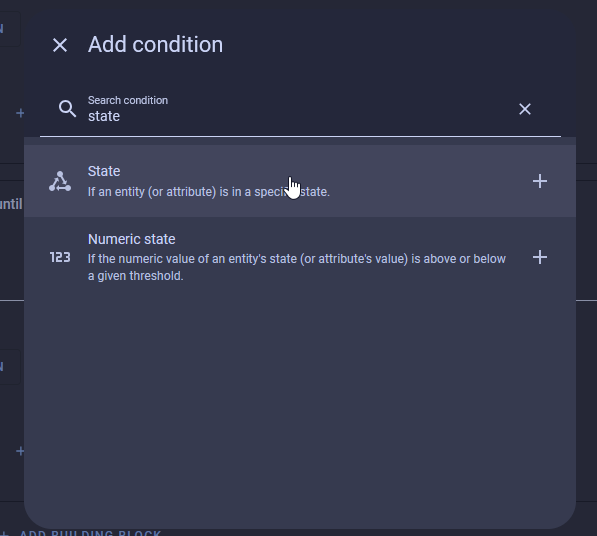 Add condition
Search condition
state
State
If an entity (or attribute) is in a state.
Numeric state
123
If the numeric value of an entity's state (or attribute's value) is above or below
a given threshold.
until
ADD BUILDING BLOCK